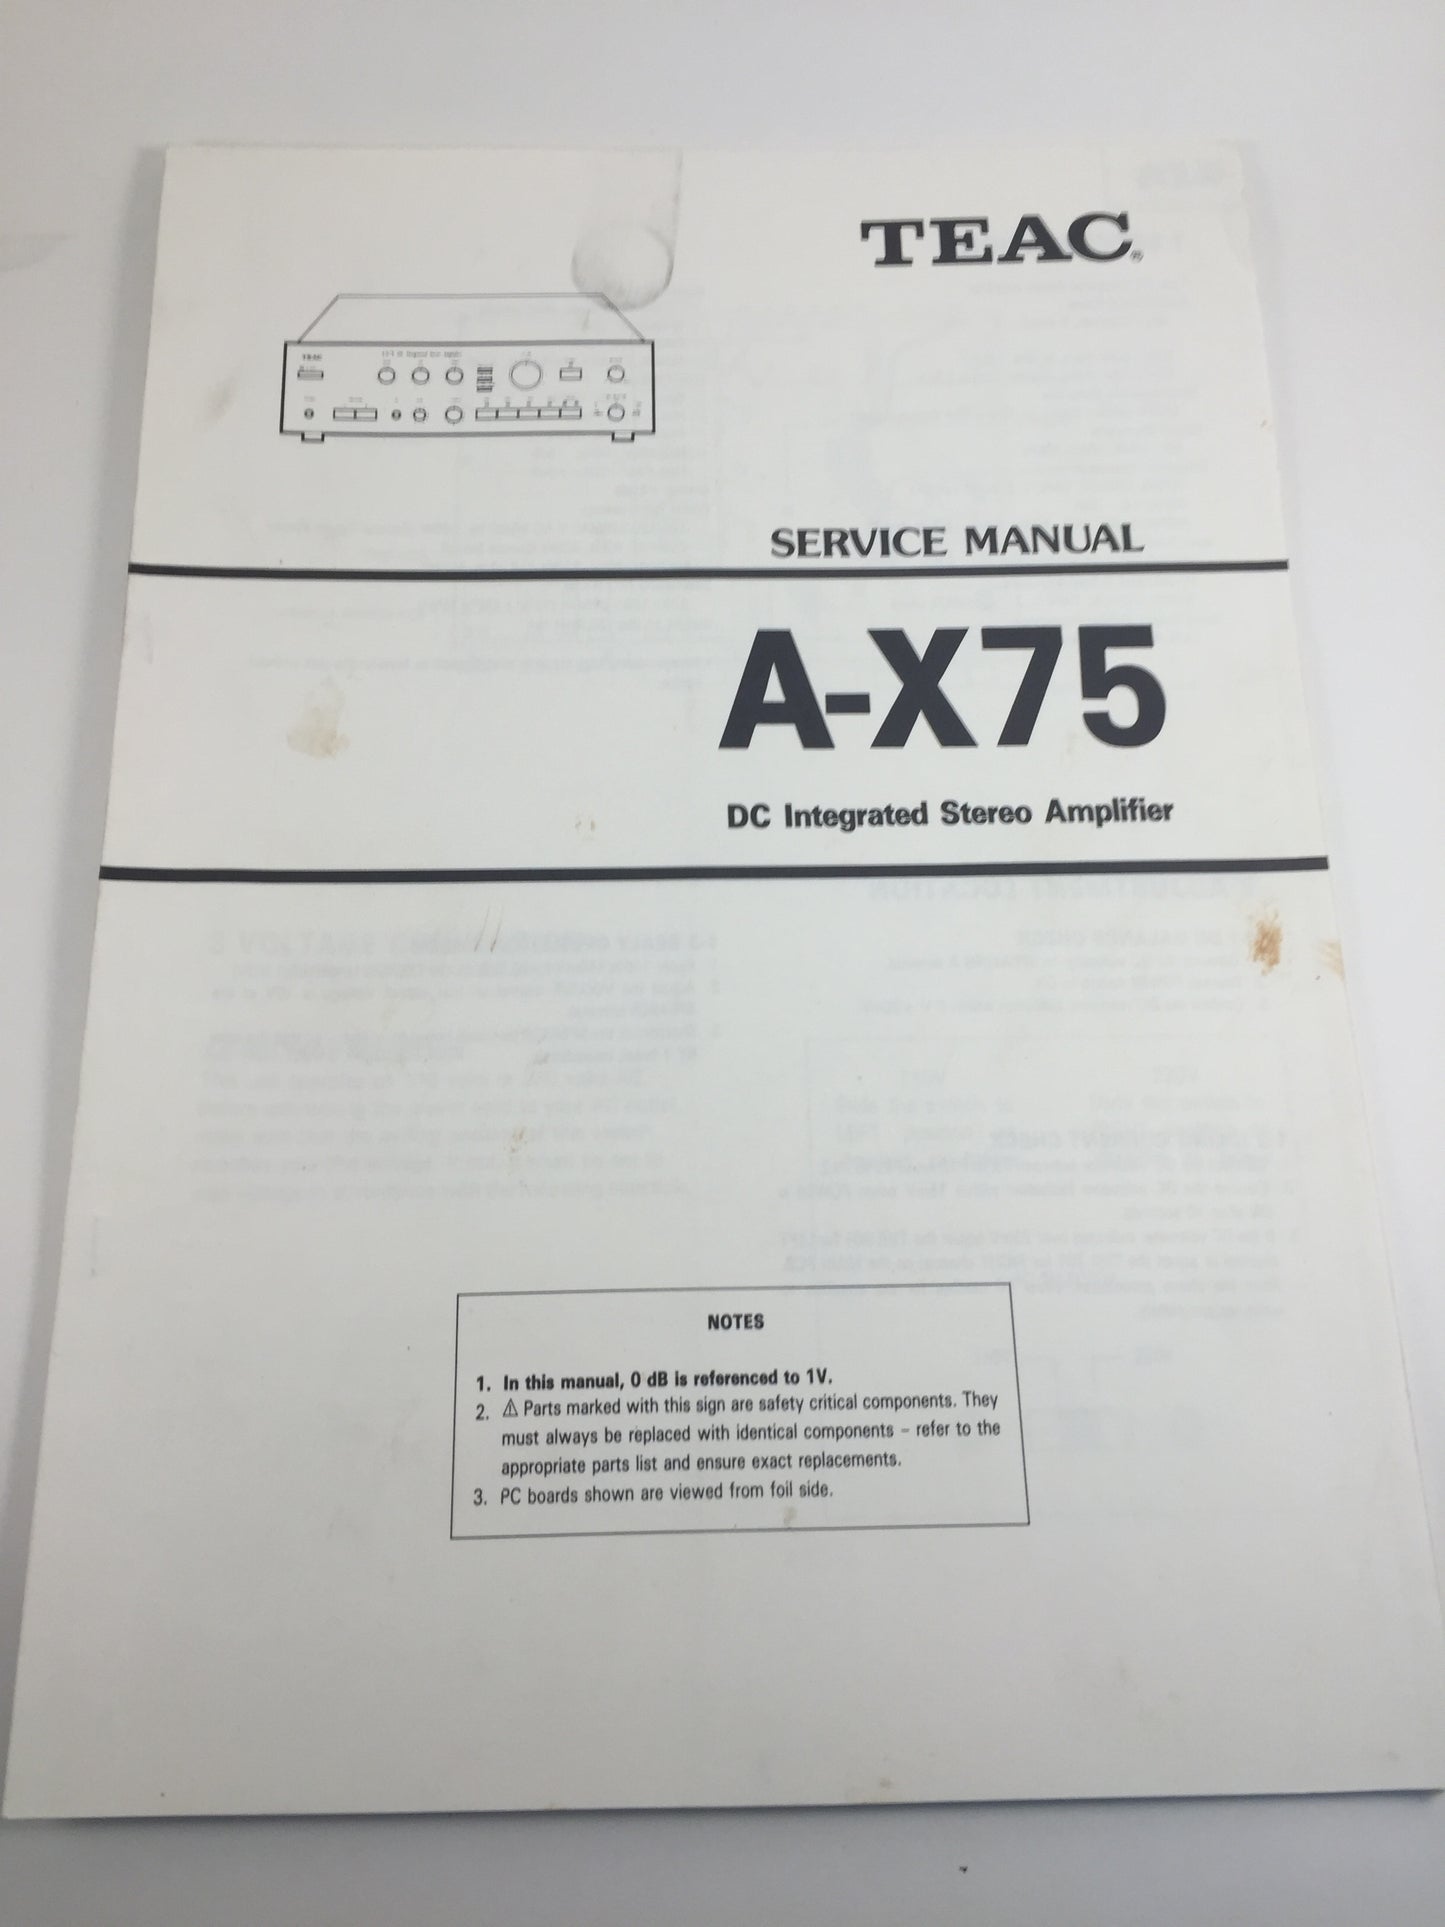 TEAC®
TEAC
SERVICE MANUAL
A-X75
DC Integrated Stereo Amplifier
NOTES
1. In this manual, 0 dB is referenced to 1V.
2. ⚠ Parts marked with this sign are safety critical components. They
must always be replaced with identical components – refer to the
appropriate parts list and ensure exact replacements.
3. PC boards shown are viewed from foil side.